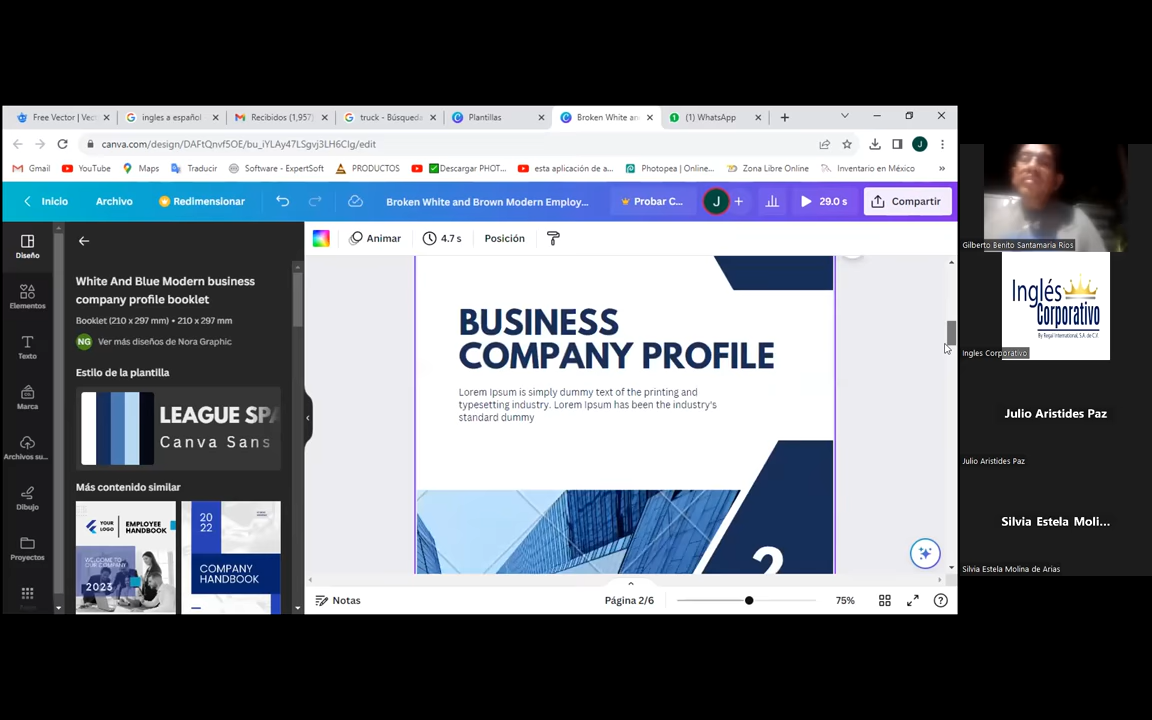 Free Vector | Vect
ingles a español
Recibidos (1,957)
truck - Búsqueda
Plantillas
Broken White an
(1) WhatsApp
canva.com/design/DAFtQnvf5OE/bu_iYLAy47LSgvj3LH6CIg/edit
Gmail
YouTube
Maps
Traducir
Software - ExpertSoft
PRODUCTOS
Descargar PHOT...
esta aplicación de a...
Photopea | Online...
Zona Libre Online
Inventario en México
Inicio
Archivo
Redimensionar
Broken White and Brown Modern Employ...
Probar C...
J
29.0 s
Compartir
Animar
4.7 s
Posición
Diseño
Elementos
Texto
Marca
Archivos su...
Dibujo
Proyectos
White And Blue Modern business
company profile booklet
Booklet (210 x 297 mm) • 210 x 297 mm
NG Ver más diseños de Nora Graphic
Estilo de la plantilla
LEAGUE SPA
Canva Sans
Más contenido similar
YOUR
LOGO
EMPLOYEE
HANDBOOK
WELCOME TO
OUR COMPANY
2023
20
22
COMPANY
HANDBOOK
BUSINESS
COMPANY PROFILE
Lorem Ipsum is simply dummy text of the printing and
typesetting industry. Lorem Ipsum has been the industry's
standard dummy
2
Notas
Página 2/6
75%
Gilberto Benito Santamaria Rios
Inglés
Corporativo
By Regal International, S.A. de C.V.
Ingles Corporativo
Julio Aristides Paz
Julio Aristides Paz
Silvia Estela Moli...
Silvia Estela Molina de Arias